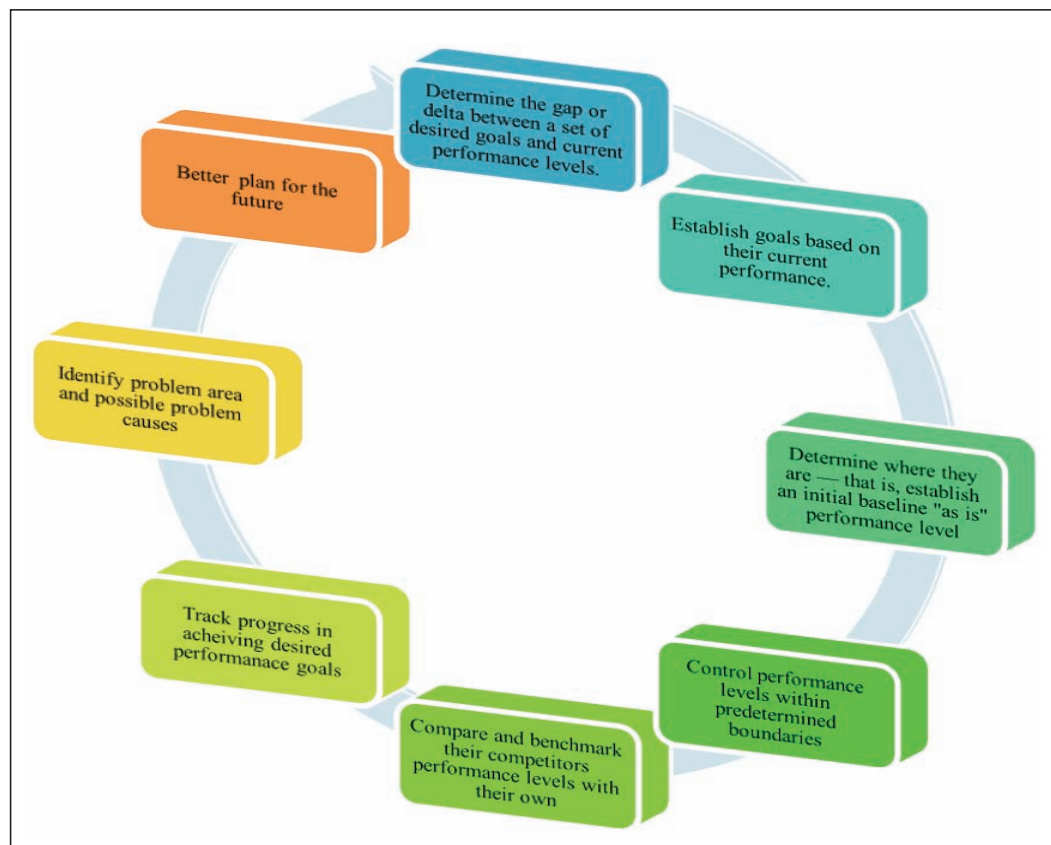 Determine the gap or
delta between a set of
desired goals and current
performance levels.
Establish goals based on
their current
performance.
Determine where they
are — that is, establish
an initial baseline "as is"
performance level
Control performance
levels within
predetermined
boundaries
Compare and benchmark
their competitors
performance levels with
their own
Track progress in
acheiving desired
performanace goals
Identify problem area
and possible problem
causes
Better plan for the
future